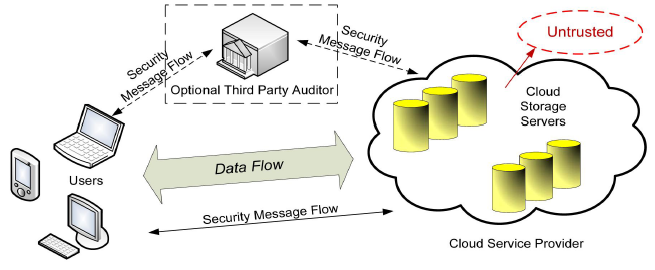 Security
Message Flow
Optional Third Party Auditor
Security
Message Flow
Untrusted
Cloud
Storage
Servers
Users
Data Flow
Security Message Flow
Cloud Service Provider